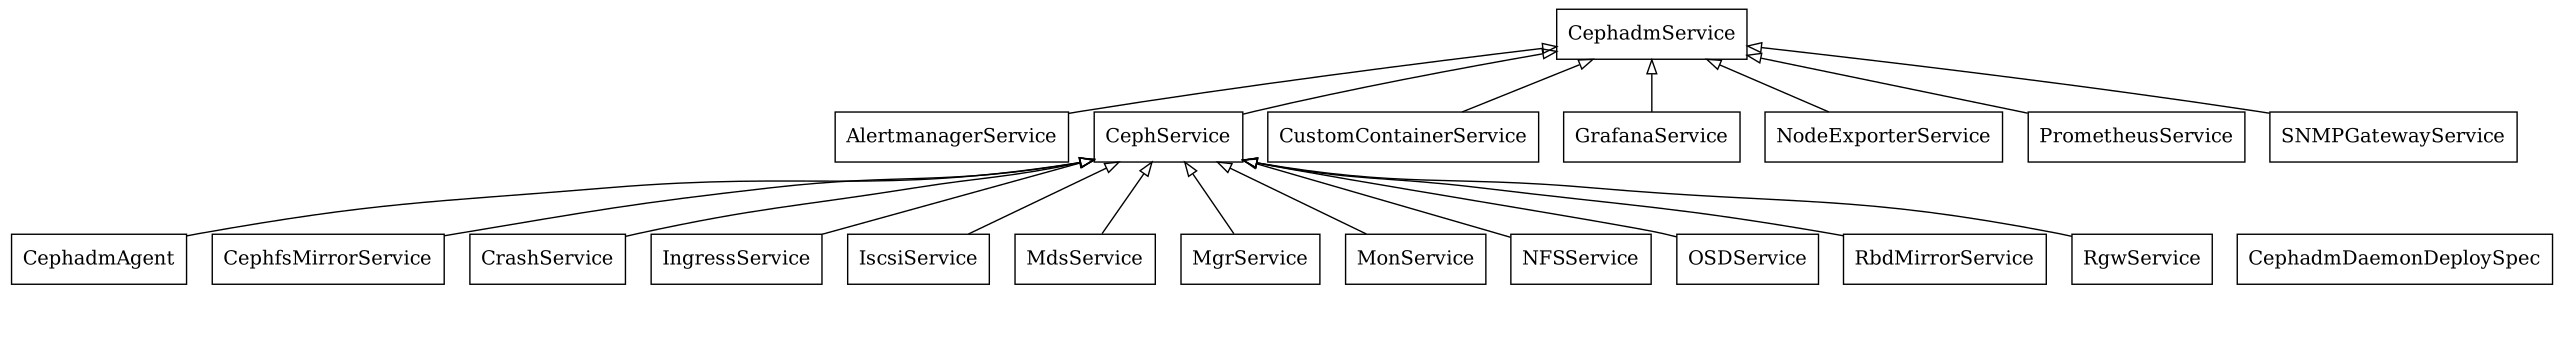 CephadmService
AlertmanagerService
CephService
CustomContainerService
GrafanaService
NodeExporterService
PrometheusService
SNMPGatewayService
CephadmAgent
CephfsMirrorService
CrashService
IngressService
IscsiService
MdsService
MgrService
MonService
NFSService
OSDService
RbdMirrorService
RgwService
CephadmDaemonDeploySpec